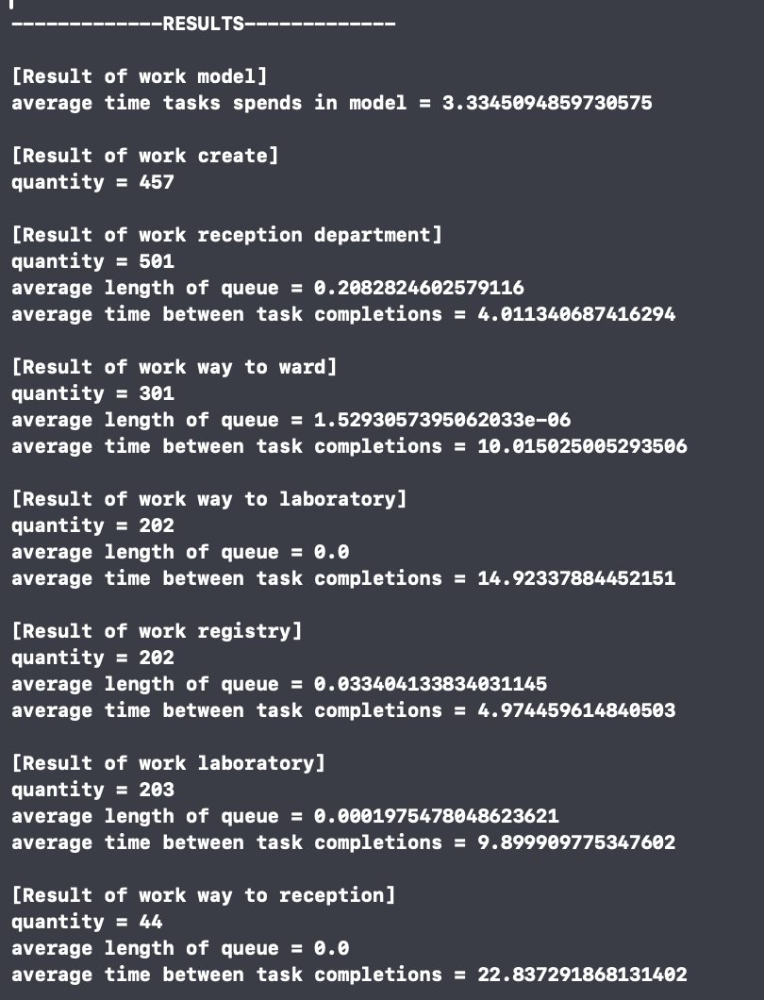 -------------RESULTS-------------
[Result of work model]
average time tasks spends in model = 3.3345094859730575
[Result of work create]
quantity = 457
[Result of work reception department]
quantity = 501
average length of queue = 0.2082824602579116
average time between task completions = 4.011340687416294
[Result of work way to ward]
quantity = 301
average length of queue = 1.5293057395062033e-06
average time between task completions = 10.015025005293506
[Result of work way to laboratory]
quantity = 202
average length of queue = 0.0
average time between task completions = 14.92337884452151
[Result of work registry]
quantity = 202
average length of queue = 0.033404133834031145
average time between task completions = 4.974459614840503
[Result of work laboratory]
quantity = 203
average length of queue = 0.0001975478048623621
average time between task completions = 9.899909775347602
[Result of work way to reception]
quantity = 44
average length of queue = 0.0
average time between task completions = 22.837291868131402